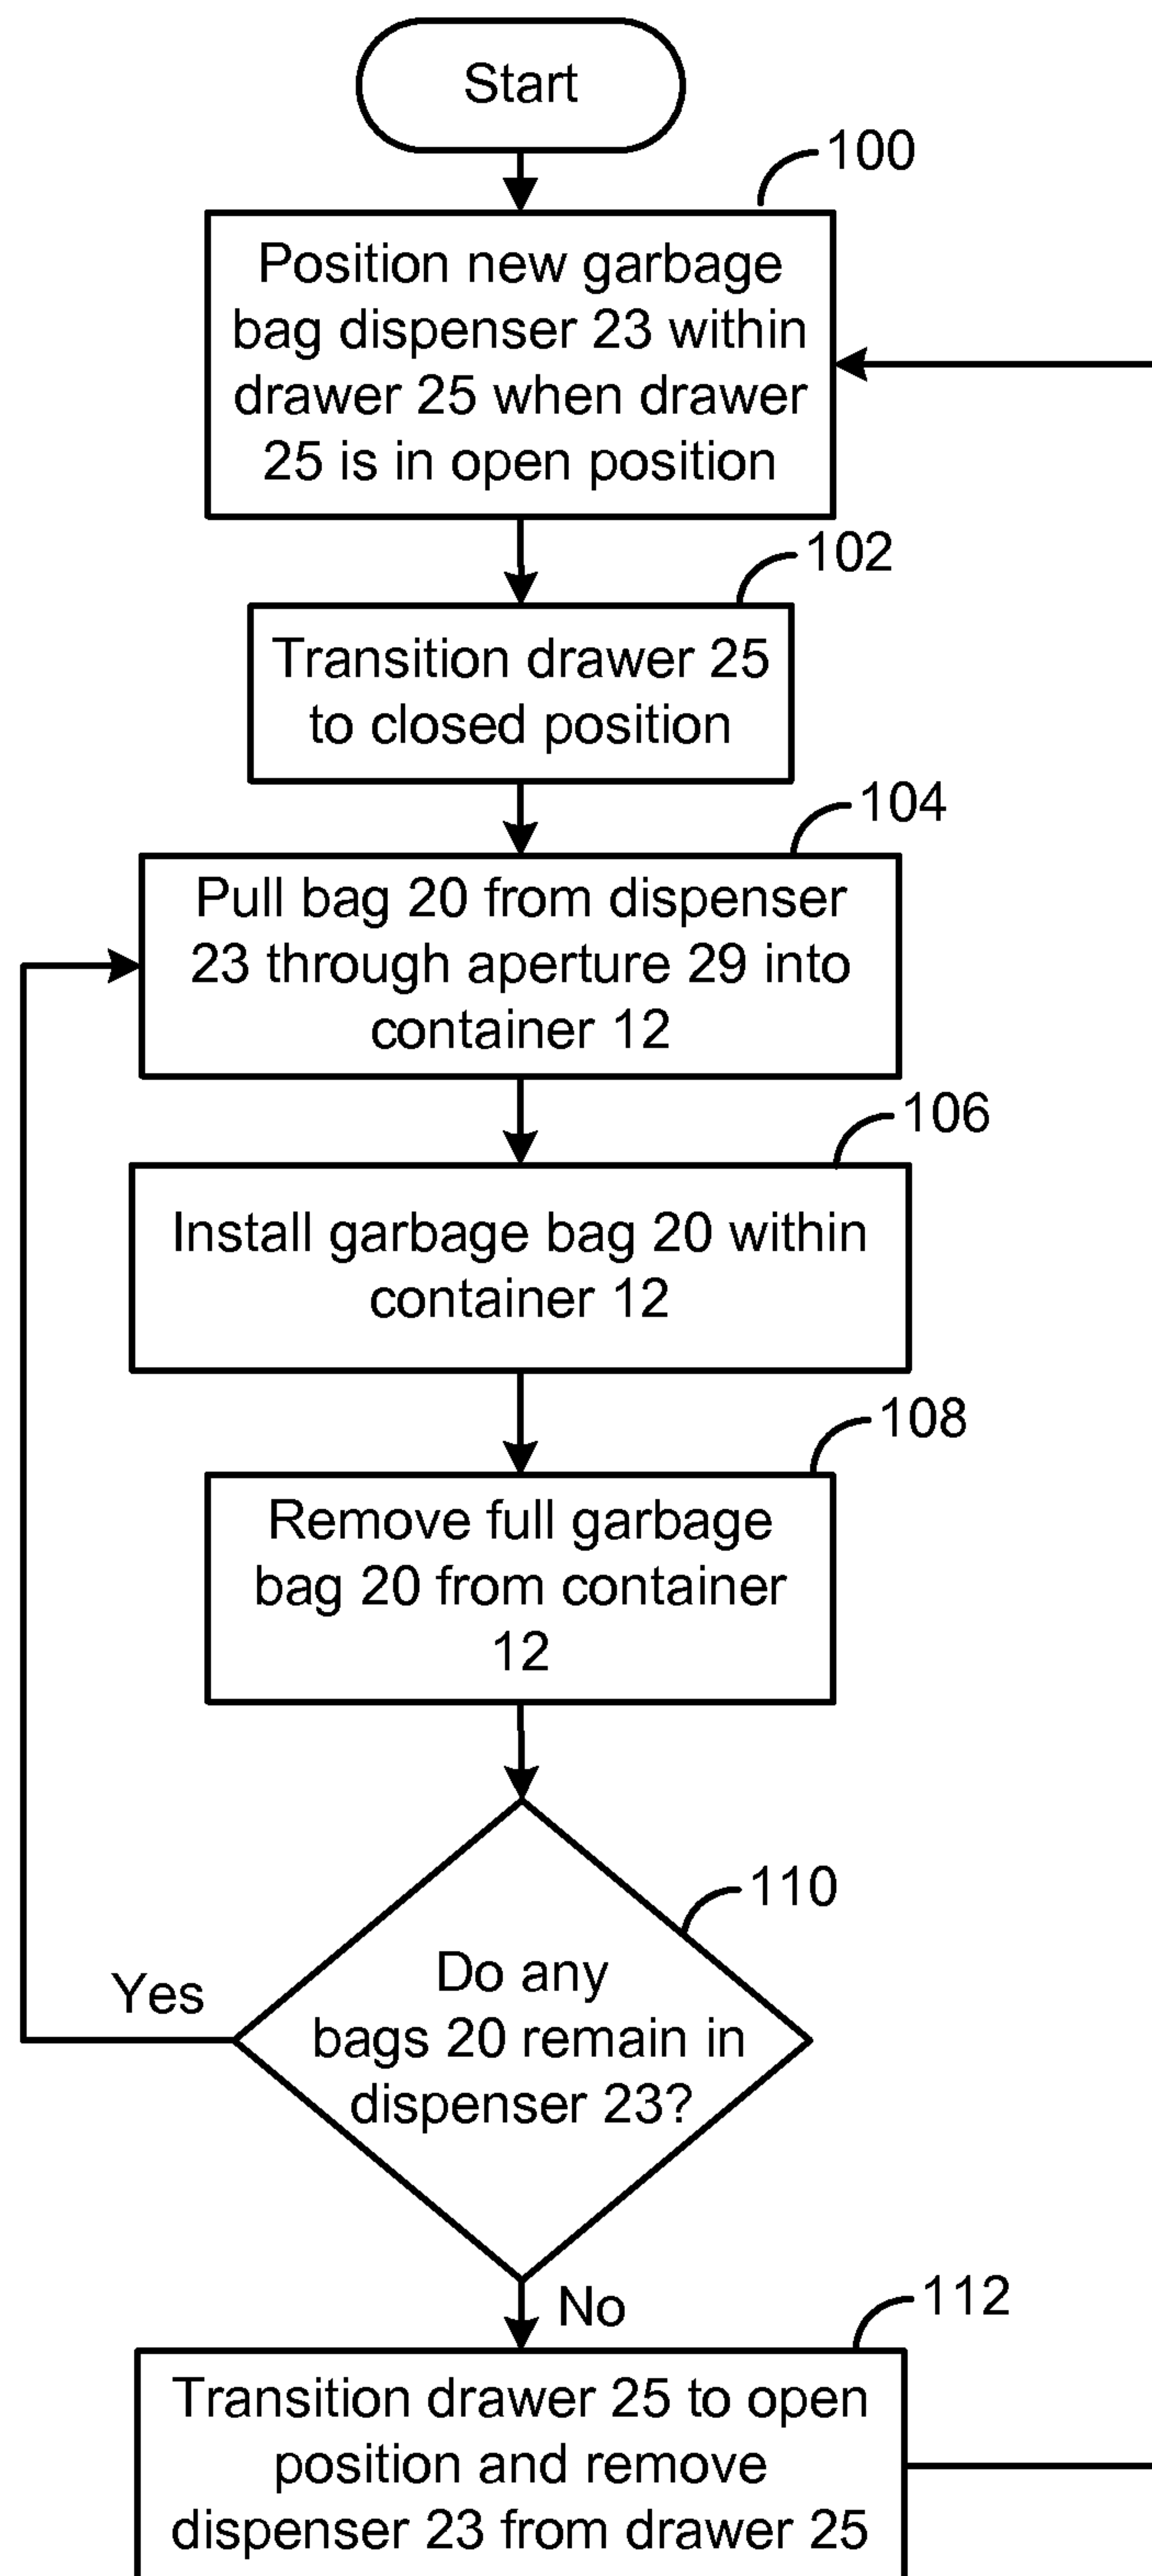 Start
100
Position new garbage
bag dispenser 23 within
drawer 25 when drawer
25 is in open position
102
Transition drawer 25
to closed position
104
Pull bag 20 from dispenser
23 through aperture 29 into
container 12
106
Install garbage bag 20 within
container 12
108
Remove full garbage
bag 20 from container
12
110
Do any
bags 20 remain in
dispenser 23?
Yes
No
112
Transition drawer 25 to open
position and remove
dispenser 23 from drawer 25